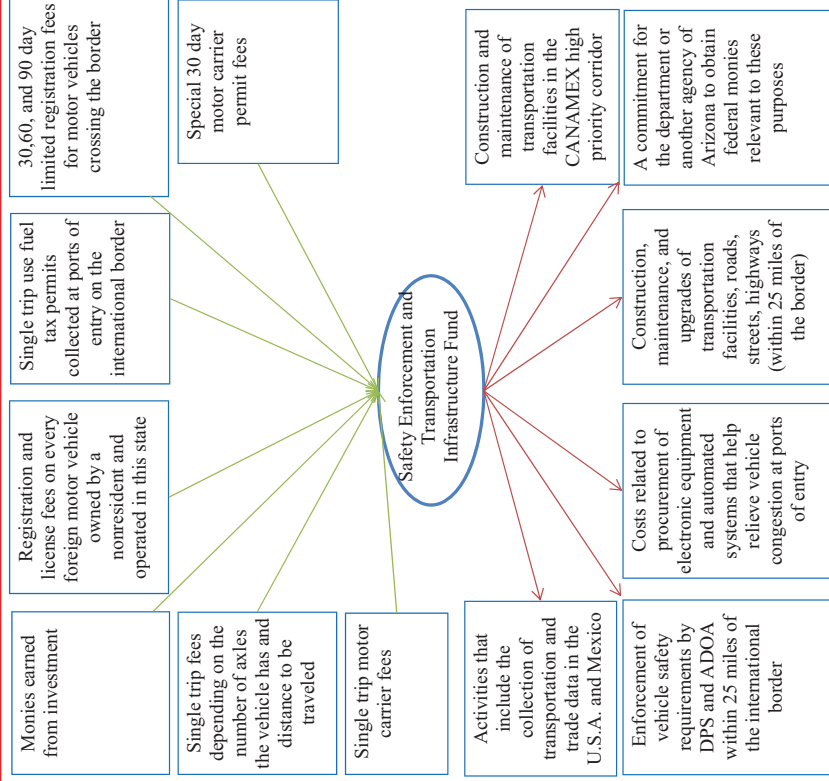 Monies earned
from investment
Registration and
license fees on every
foreign motor vehicle
owned by a
nonresident and
operated in this state
Single trip use fuel
tax permits
collected at ports of
entry on the
international border
30,60, and 90 day
limited registration fees
for motor vehicles
crossing the border
Single trip fees
depending on the
number of axles
the vehicle has and
distance to be
traveled
Special 30 day
motor carrier
permit fees
Single trip motor
carrier fees
Safety Enforcement and
Transportation
Infrastructure Fund
Activities that
include the
collection of
transportation and
trade data in the
U.S.A. and Mexico
Construction and
maintenance of
transportation
facilities in the
CANAMEX high
priority corridor
Enforcement of
vehicle safety
requirements by
DPS and ADOA
within 25 miles of
the international
border
Costs related to
procurement of
electronic equipment
and automated
systems that help
relieve vehicle
congestion at ports
of entry
Construction,
maintenance, and
upgrades of
transportation
facilities, roads,
streets, highways
(within 25 miles of
the border)
A commitment for
the department or
another agency of
Arizona to obtain
federal monies
relevant to these
purposes